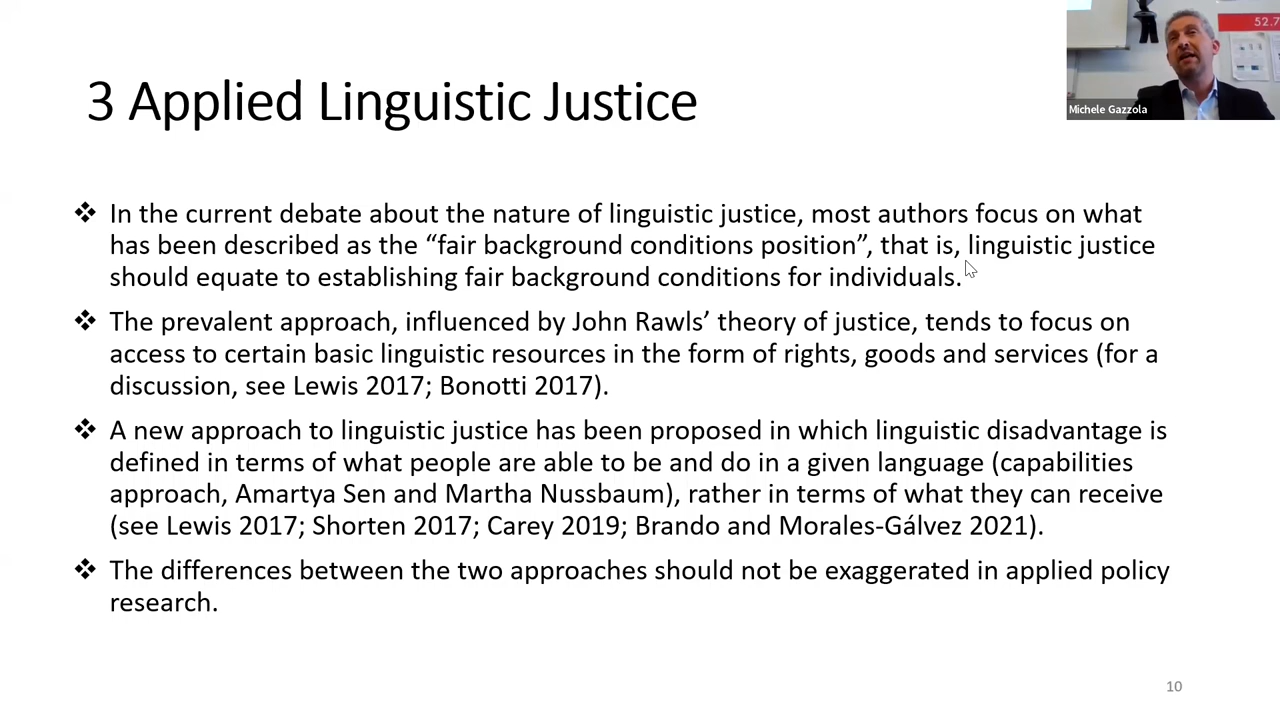 3 Applied Linguistic Justice
52.7
Michele Gazzola
❖ In the current debate about the nature of linguistic justice, most authors focus on what
has been described as the “fair background conditions position”, that is, linguistic justice
should equate to establishing fair background conditions for individuals.
❖ The prevalent approach, influenced by John Rawls’ theory of justice, tends to focus on
access to certain basic linguistic resources in the form of rights, goods and services (for a
discussion, see Lewis 2017; Bonotti 2017).
❖ A new approach to linguistic justice has been proposed in which linguistic disadvantage is
defined in terms of what people are able to be and do in a given language (capabilities
approach, Amartya Sen and Martha Nussbaum), rather in terms of what they can receive
(see Lewis 2017; Shorten 2017; Carey 2019; Brando and Morales-Gálvez 2021).
❖ The differences between the two approaches should not be exaggerated in applied policy
research.
10